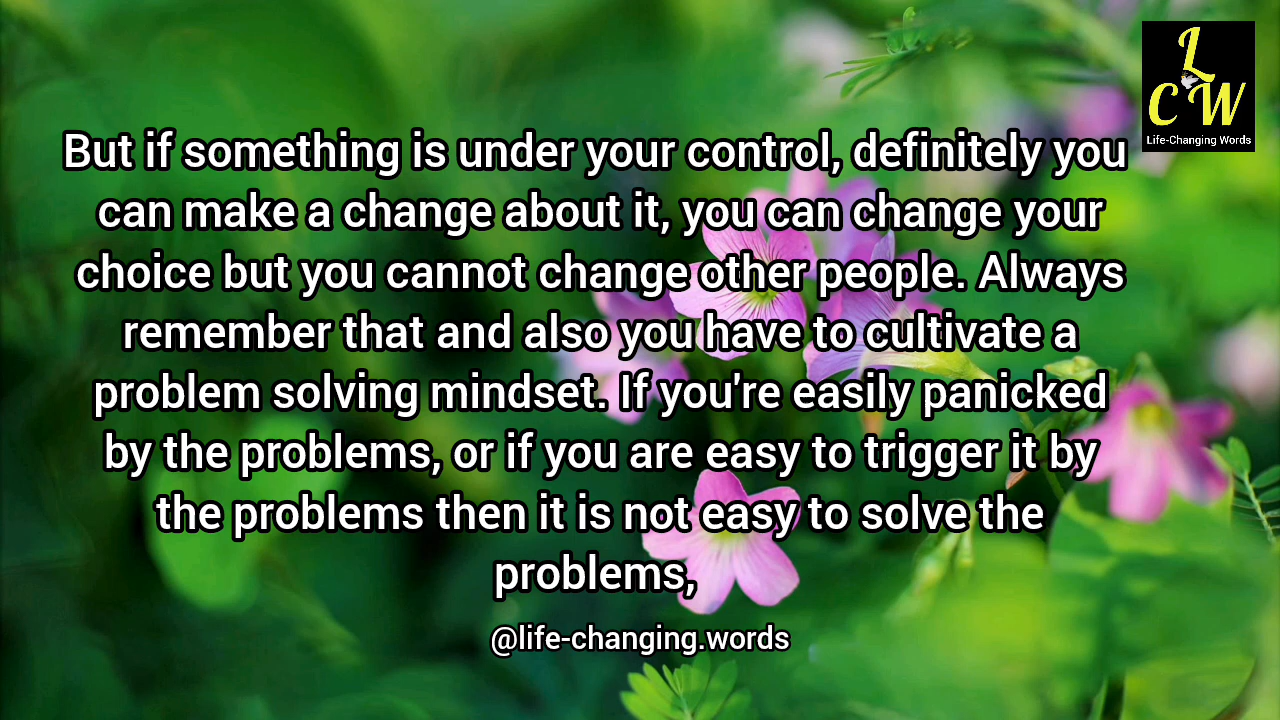 L
C W
Life-Changing Words
But if something is under your control, definitely you
can make a change about it, you can change your
choice but you cannot change other people. Always
remember that and also you have to cultivate a
problem solving mindset. If you're easily panicked
by the problems, or if you are easy to trigger it by
the problems then it is not easy to solve the
problems,
@life-changing.words